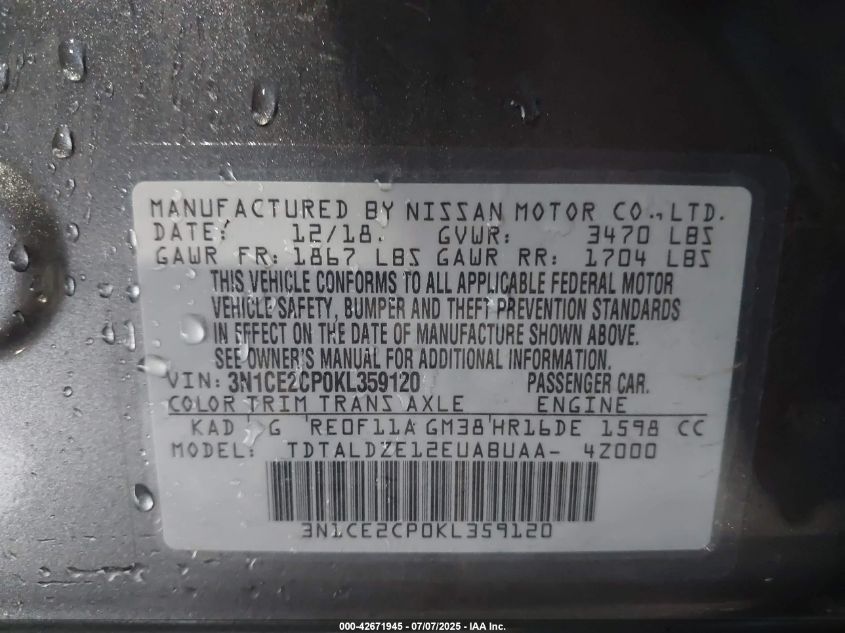 MANUFACTURED BY NISSAN MOTOR CO., LTD.
DATE: 12/18. GVWR: 3470 LBS
GAWR FR: 1867 LBS GAWR RR: 1704 LBS
THIS VEHICLE CONFORMS TO ALL APPLICABLE FEDERAL MOTOR
VEHICLE SAFETY, BUMPER AND THEFT PREVENTION STANDARDS
IN EFFECT ON THE DATE OF MANUFACTURE SHOWN ABOVE.
SEE OWNER'S MANUAL FOR ADDITIONAL INFORMATION.
VIN: 3N1CE2CP0KL359120 PASSENGER CAR.
COLOR TRIM TRANS AXLE ENGINE
KAD G RE0F11A GM38 HR16DE 1598 CC
MODEL: TDTALDZE12EUABUAA- 4Z000
3N1CE2CP0KL359120
000-42671945 / 07/07/2025 - IAA Inc.